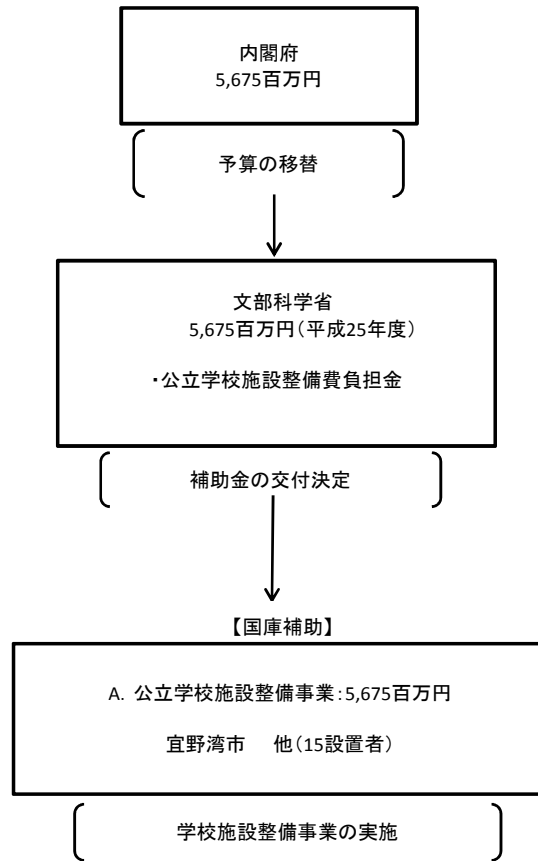 内閣府
5,675百万円
予算の移替
文部科学省
5,675百万円（平成25年度）
・公立学校施設整備費負担金
補助金の交付決定
【国庫補助】
A. 公立学校施設整備事業：5,675百万円
宜野湾市　他（15設置者）
学校施設整備事業の実施